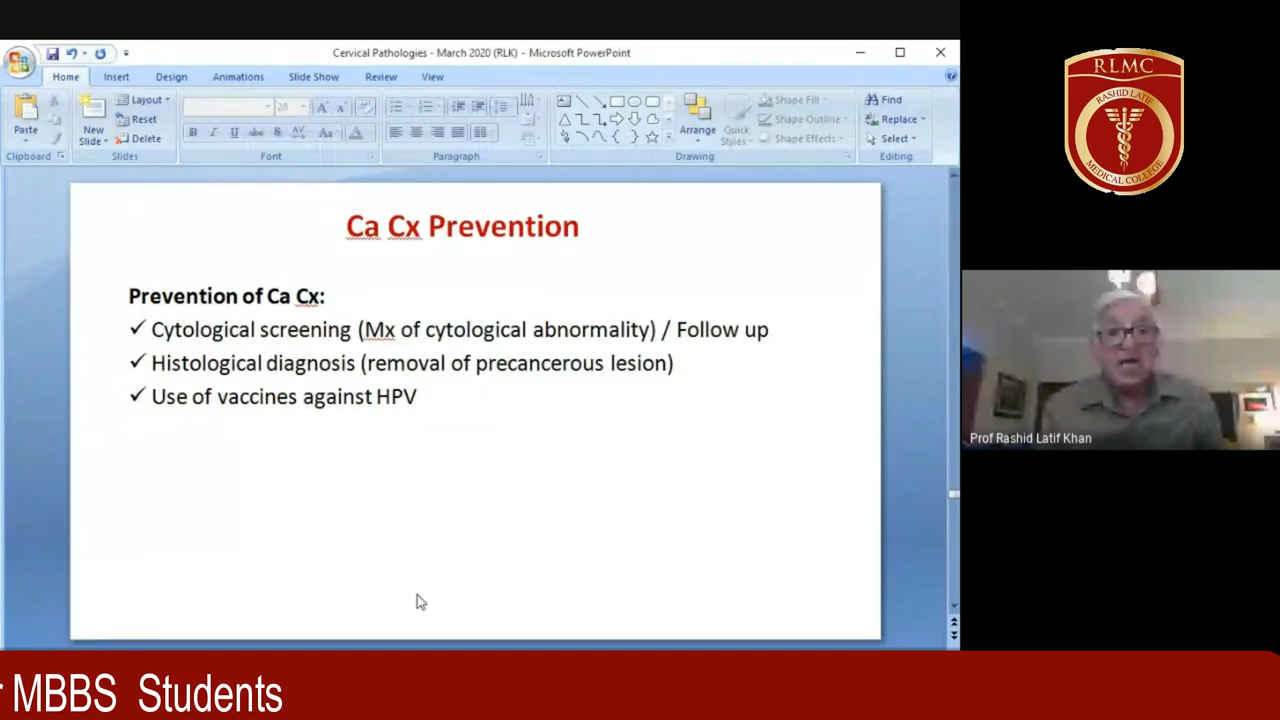 Cervical Pathologies - March 2020 (RLK) - Microsoft PowerPoint
Home Insert Design Animations Slide Show Review View
Paste
Clipboard
New
Slide
Layout
Reset
Delete
Slides
28
B I U abc S AV Aa A
Font
Paragraph
Arrange
Quick
Styles
Shape Fill
Shape Outline
Shape Effects
Drawing
Find
Replace
Select
Editing
Ca Cx Prevention
Prevention of Ca Cx:
✓ Cytological screening (Mx of cytological abnormality) / Follow up
✓ Histological diagnosis (removal of precancerous lesion)
✓ Use of vaccines against HPV
RLMC
RASHID LATIF
MEDICAL COLLEGE
Prof Rashid Latif Khan
MBBS Students